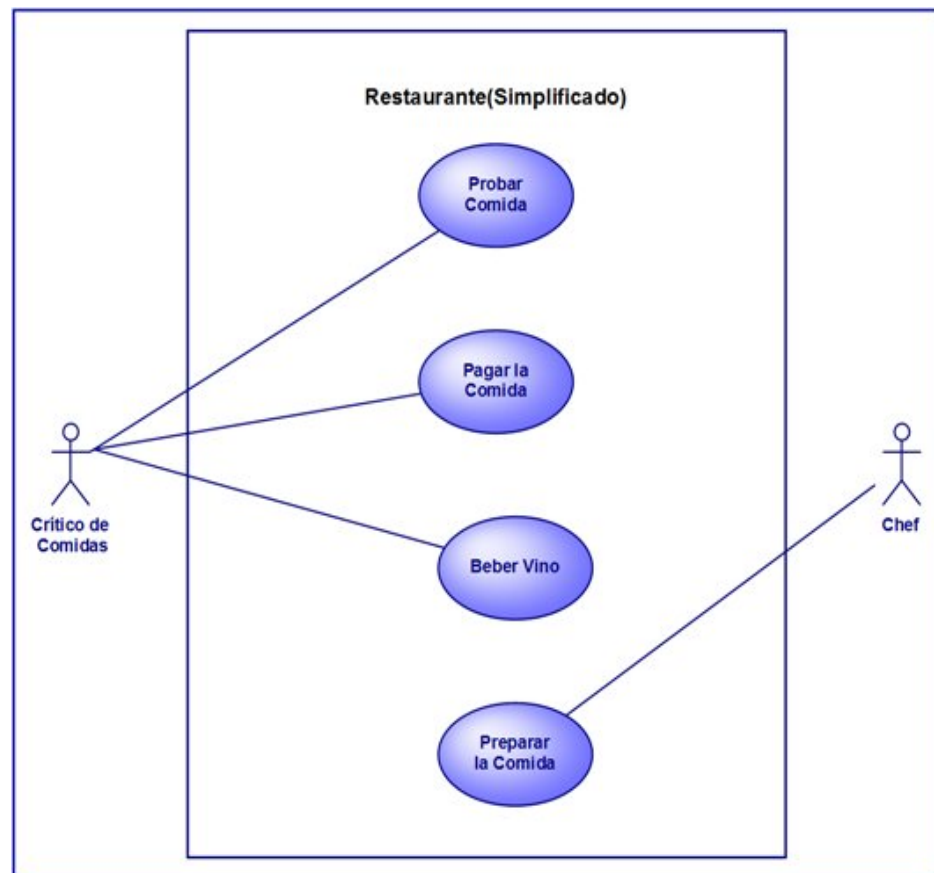 Restaurante(Simplificado)
Probar
Comida
Pagar la
Comida
Crítico de
Comidas
Chef
Beber Vino
Preparar
la Comida